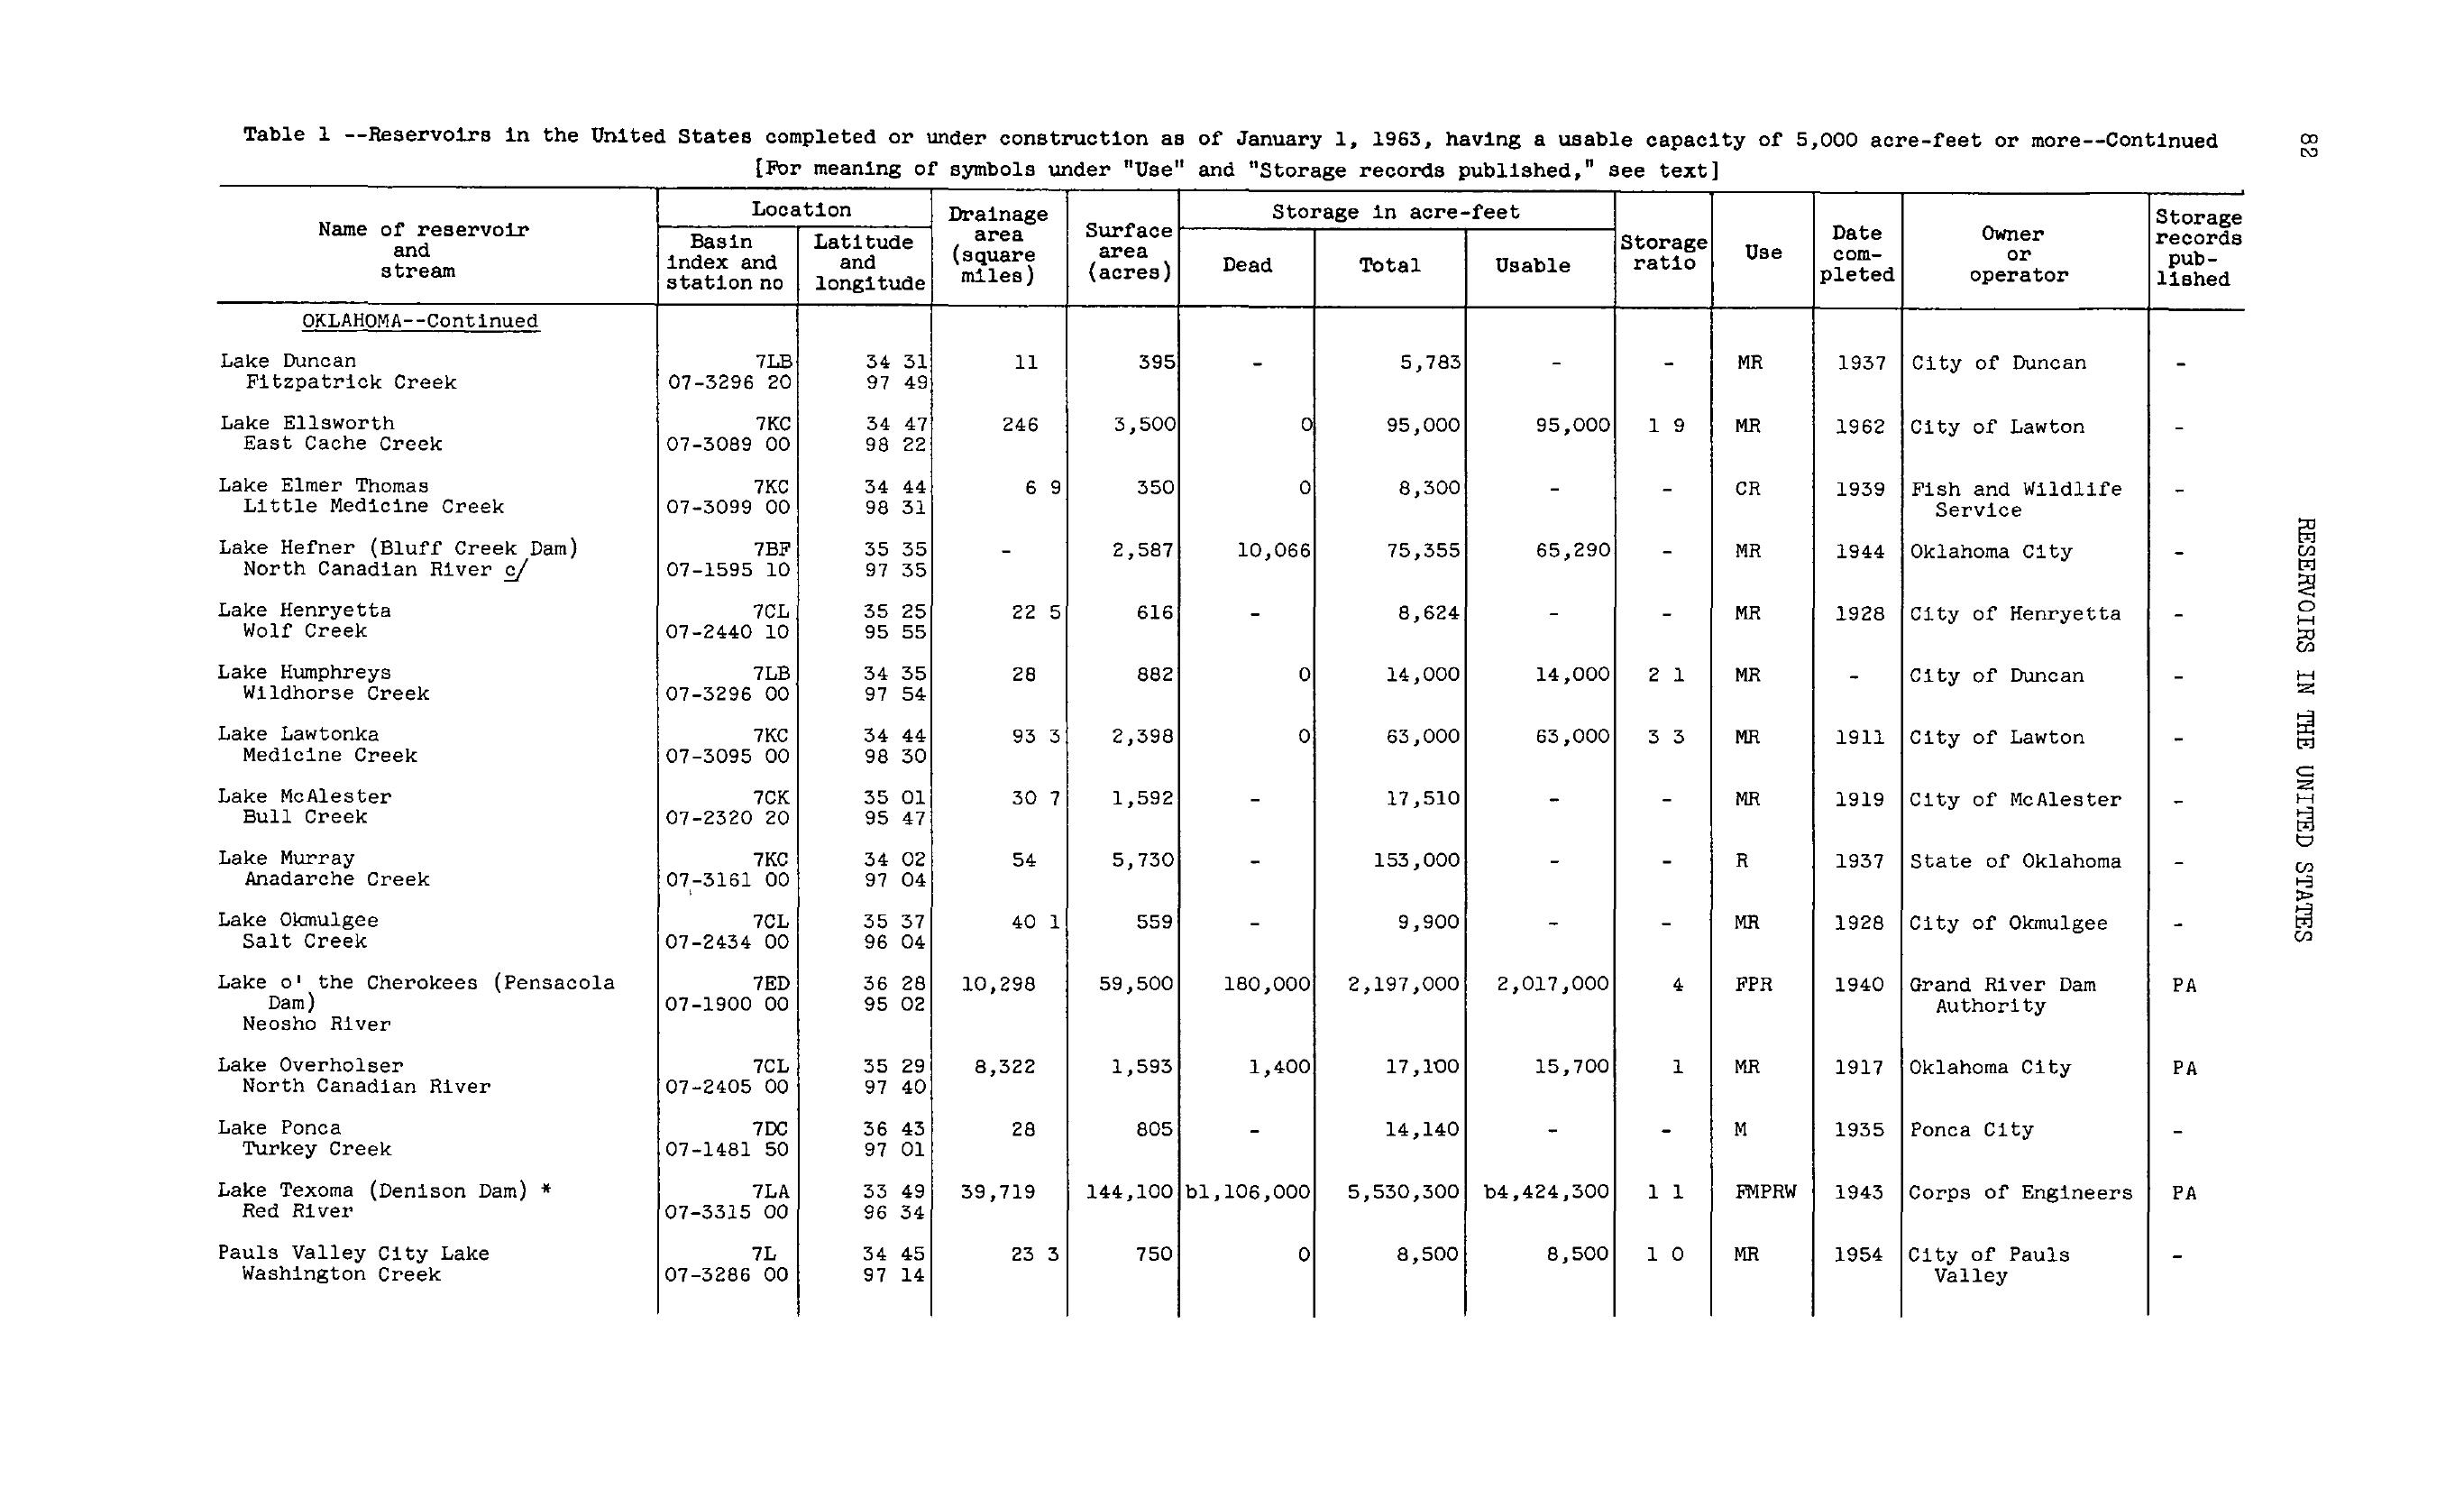 Table 1 --Reservoirs in the United States completed or under construction as of January 1, 1963, having a usable capacity of 5,000 acre-feet or more--Continued
82
[For meaning of symbols under "Use" and "Storage records published," see text]
Name of reservoir and stream | Location | Drainage area (square miles) | Surface area (acres) | Storage in acre-feet | Storage ratio | Use | Date com-pleted | Owner or operator | Storage records pub-lished
Basin index and station no | Latitude and longitude | Dead | Total | Usable
OKLAHOMA--Continued
Lake Duncan 7LB 34 31 11 395 - 5,783 - - MR 1937 City of Duncan -
Fitzpatrick Creek 07-3296 20 97 49
Lake Ellsworth 7KC 34 47 246 3,500 0 95,000 95,000 1 9 MR 1962 City of Lawton -
East Cache Creek 07-3089 00 98 22
Lake Elmer Thomas 7KC 34 44 6 9 350 0 8,300 - - CR 1939 Fish and Wildlife -
Little Medicine Creek 07-3099 00 98 31 Service
Lake Hefner (Bluff Creek Dam) 7BF 35 35 - 2,587 10,066 75,355 65,290 - MR 1944 Oklahoma City -
North Canadian River c/ 07-1595 10 97 35
Lake Henryetta 7CL 35 25 22 5 616 - 8,624 - - MR 1928 City of Henryetta -
Wolf Creek 07-2440 10 95 55
Lake Humphreys 7LB 34 35 28 882 0 14,000 14,000 2 1 MR - City of Duncan -
Wildhorse Creek 07-3296 00 97 54
Lake Lawtonka 7KC 34 44 93 3 2,398 0 63,000 63,000 3 3 MR 1911 City of Lawton -
Medicine Creek 07-3095 00 98 30
Lake McAlester 7CK 35 01 30 7 1,592 - 17,510 - - MR 1919 City of McAlester -
Bull Creek 07-2320 20 95 47
Lake Murray 7KC 34 02 54 5,730 - 153,000 - - R 1937 State of Oklahoma -
Anadarche Creek 07-3161 00 97 04
Lake Okmulgee 7CL 35 37 40 1 559 - 9,900 - - MR 1928 City of Okmulgee -
Salt Creek 07-2434 00 96 04
Lake o' the Cherokees (Pensacola 7ED 36 28 10,298 59,500 180,000 2,197,000 2,017,000 4 FPR 1940 Grand River Dam PA
Dam) 07-1900 00 95 02 Authority
Neosho River
Lake Overholser 7CL 35 29 8,322 1,593 1,400 17,100 15,700 1 MR 1917 Oklahoma City PA
North Canadian River 07-2405 00 97 40
Lake Ponca 7DC 36 43 28 805 - 14,140 - - M 1935 Ponca City -
Turkey Creek 07-1481 50 97 01
Lake Texoma (Denison Dam) * 7LA 33 49 39,719 144,100 b1,106,000 5,530,300 b4,424,300 1 1 FMPRW 1943 Corps of Engineers PA
Red River 07-3315 00 96 34
Pauls Valley City Lake 7L 34 45 23 3 750 0 8,500 8,500 1 0 MR 1954 City of Pauls -
Washington Creek 07-3286 00 97 14 Valley
RESERVOIRS IN THE UNITED STATES